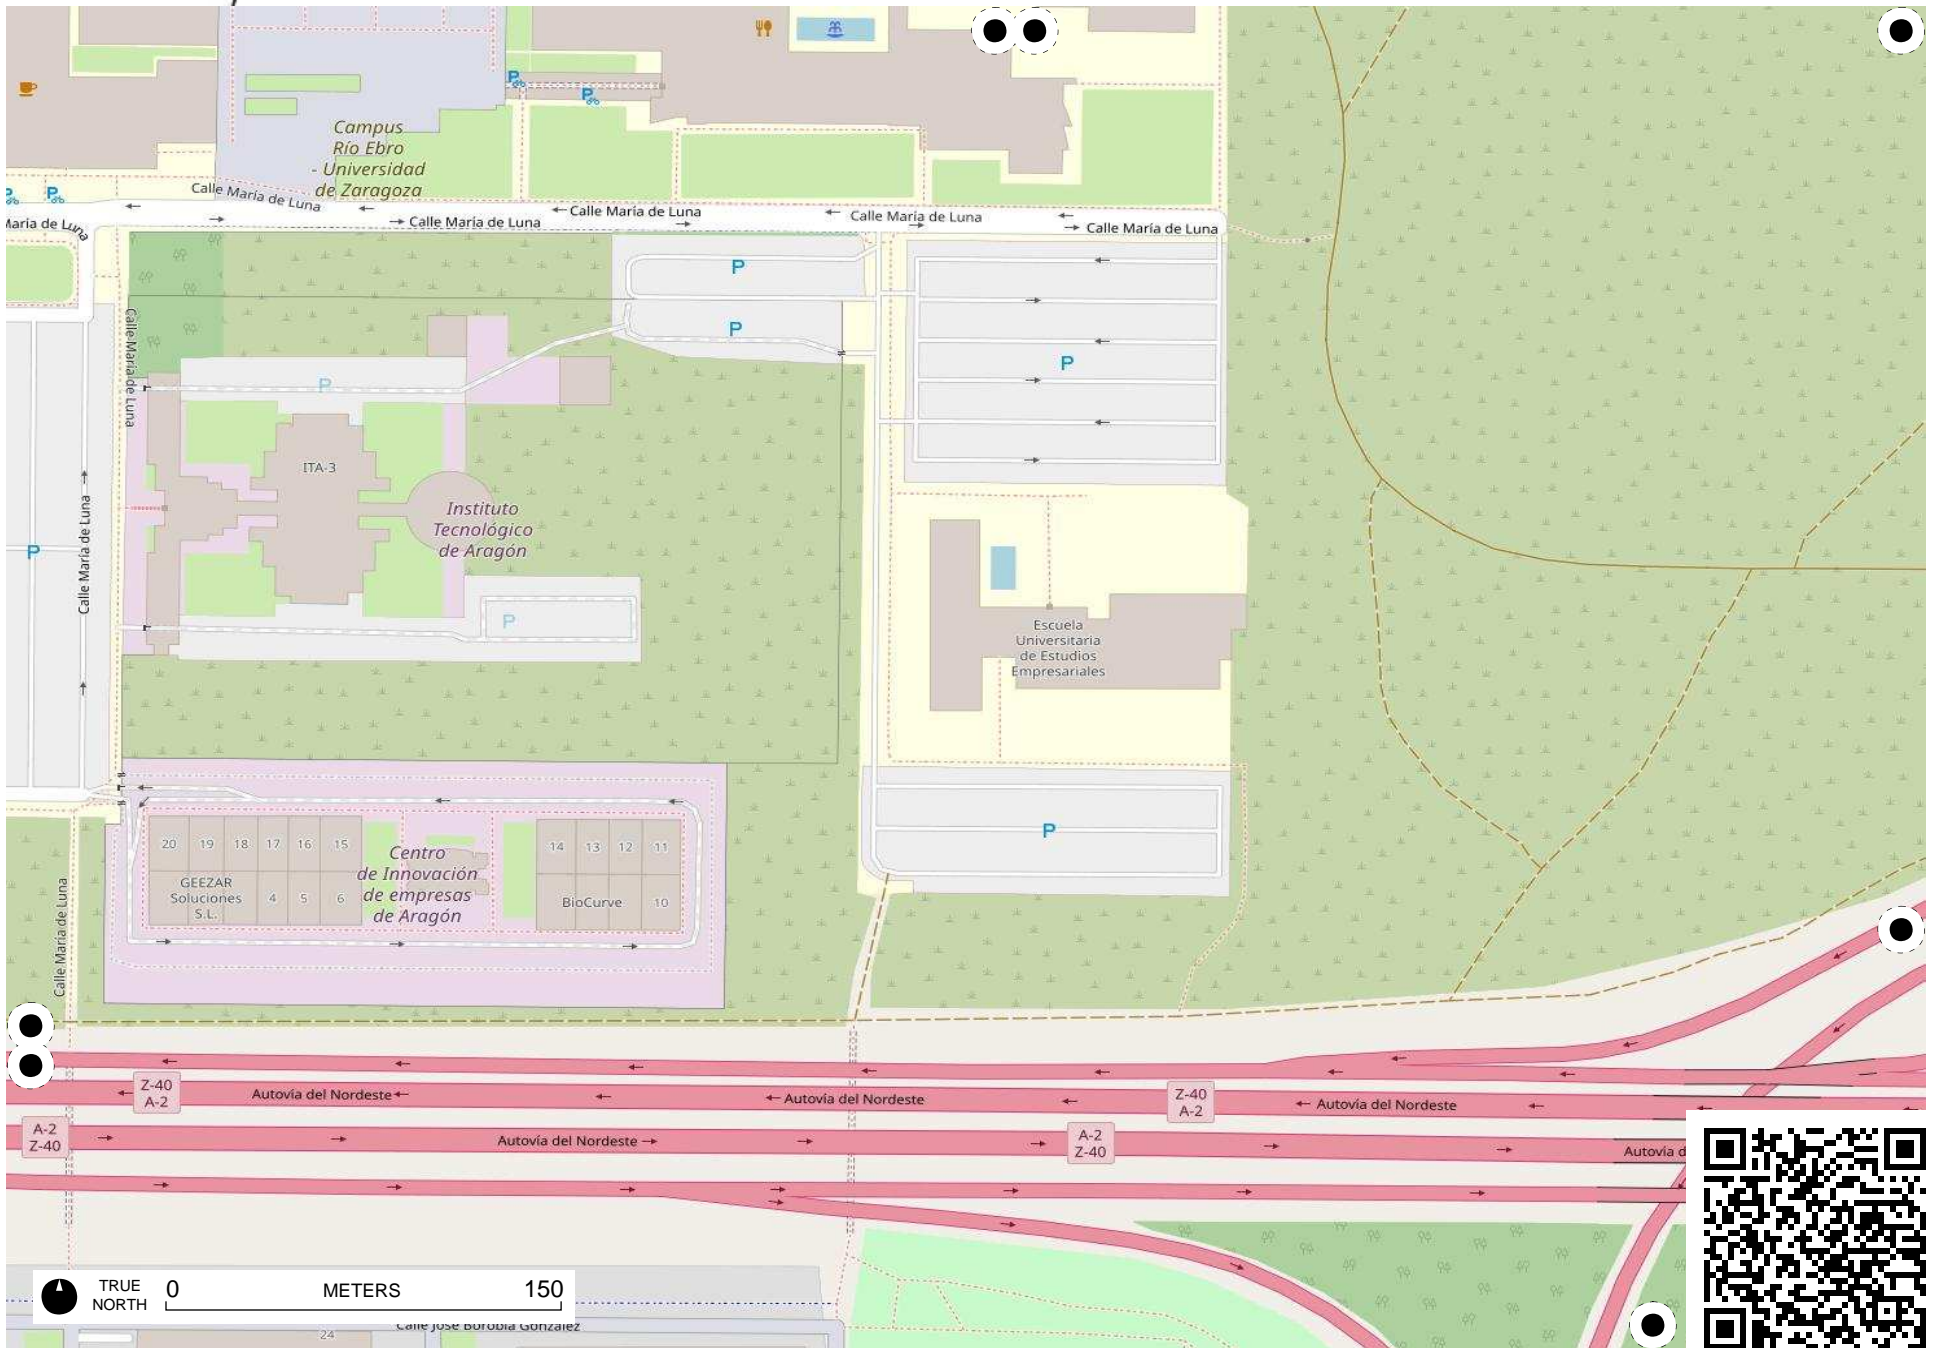 P
P
Campus
Río Ebro
- Universidad
de Zaragoza
P
P
Calle María de Luna
María de Luna
Calle María de Luna
Calle María de Luna
Calle María de Luna
Calle María de Luna
P
P
P
P
Calle María de Luna
ITA-3
Instituto
Tecnológico
de Aragón
P
Calle María de Luna
P
Escuela
Universitaria
de Estudios
Empresariales
P
20
19
18
17
16
15
14
13
12
11
Centro
de Innovación
de empresas
de Aragón
GEEZAR
Soluciones
S.L.
4
5
6
BioCurve
10
Calle María de Luna
Z-40
A-2
Autovía del Nordeste
Autovía del Nordeste
Z-40
A-2
Autovía del Nordeste
A-2
Z-40
Autovía del Nordeste
A-2
Z-40
Autovía d
TRUE
NORTH
0
METERS
150
Calle José Borobia González
24